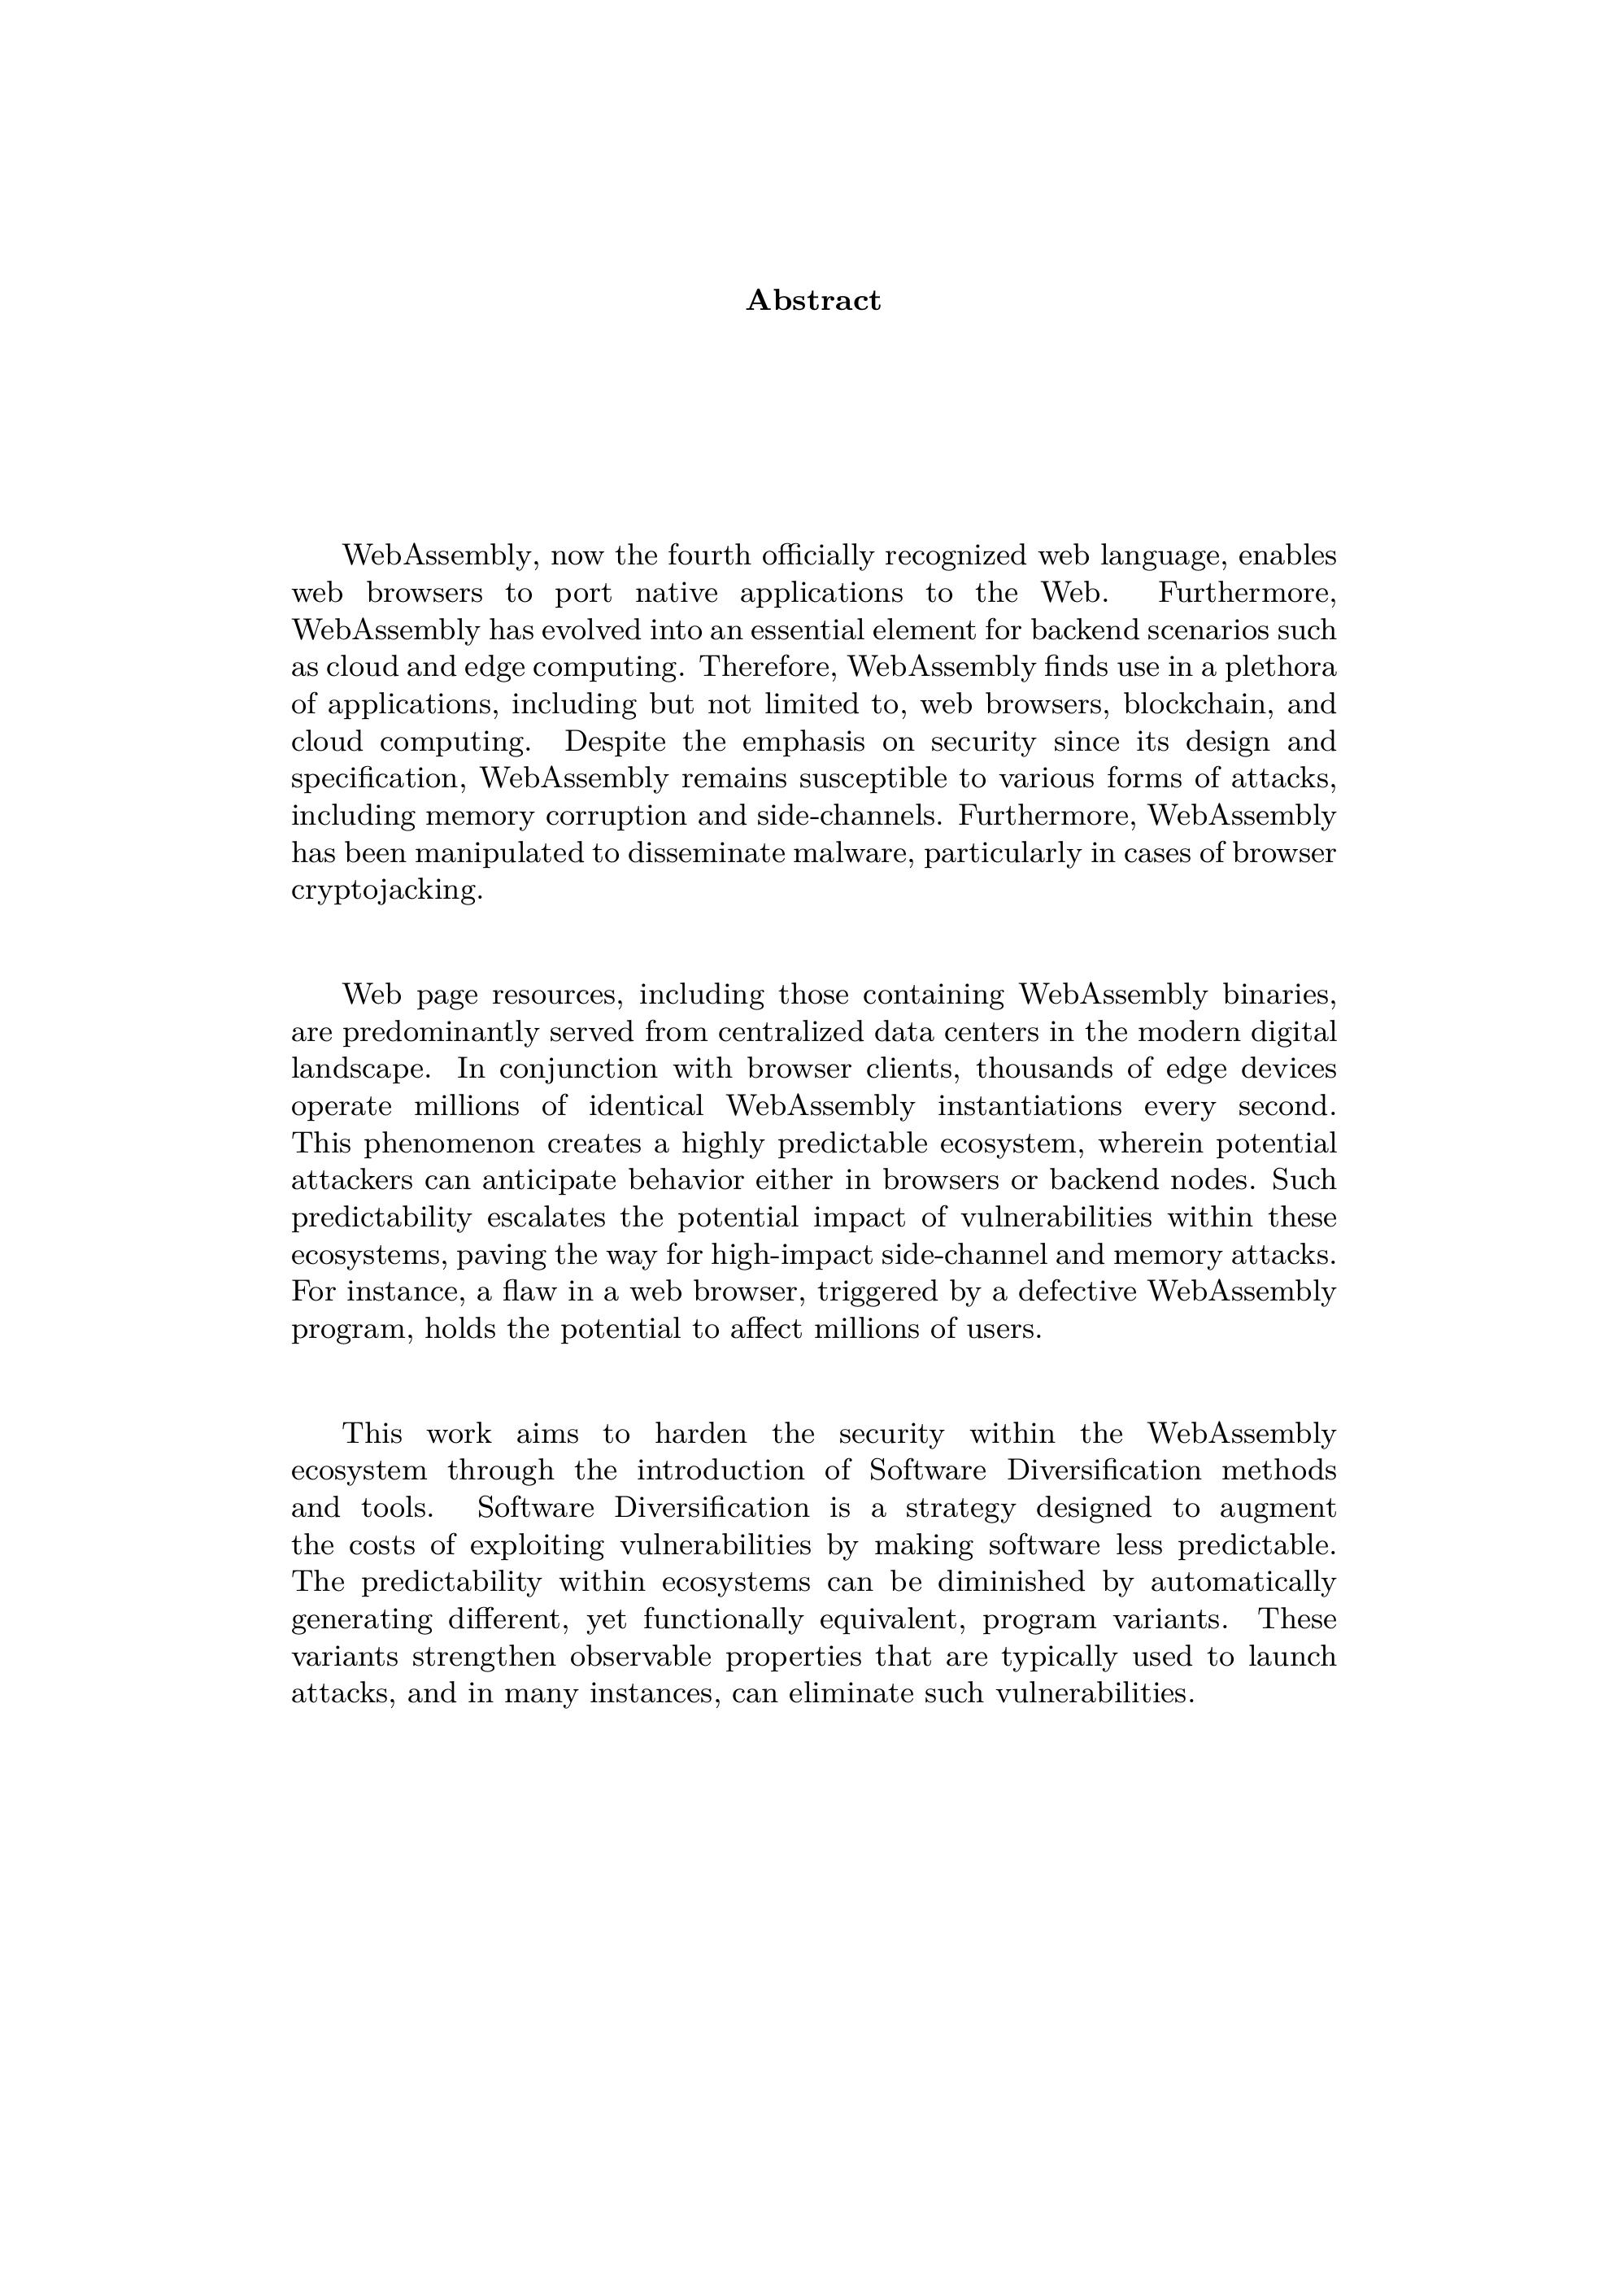 Abstract
WebAssembly, now the fourth officially recognized web language, enables
web browsers to port native applications to the Web. Furthermore,
WebAssembly has evolved into an essential element for backend scenarios such
as cloud and edge computing. Therefore, WebAssembly finds use in a plethora
of applications, including but not limited to, web browsers, blockchain, and
cloud computing. Despite the emphasis on security since its design and
specification, WebAssembly remains susceptible to various forms of attacks,
including memory corruption and side-channels. Furthermore, WebAssembly
has been manipulated to disseminate malware, particularly in cases of browser
cryptojacking.
Web page resources, including those containing WebAssembly binaries,
are predominantly served from centralized data centers in the modern digital
landscape. In conjunction with browser clients, thousands of edge devices
operate millions of identical WebAssembly instantiations every second.
This phenomenon creates a highly predictable ecosystem, wherein potential
attackers can anticipate behavior either in browsers or backend nodes. Such
predictability escalates the potential impact of vulnerabilities within these
ecosystems, paving the way for high-impact side-channel and memory attacks.
For instance, a flaw in a web browser, triggered by a defective WebAssembly
program, holds the potential to affect millions of users.
This work aims to harden the security within the WebAssembly
ecosystem through the introduction of Software Diversification methods
and tools. Software Diversification is a strategy designed to augment
the costs of exploiting vulnerabilities by making software less predictable.
The predictability within ecosystems can be diminished by automatically
generating different, yet functionally equivalent, program variants. These
variants strengthen observable properties that are typically used to launch
attacks, and in many instances, can eliminate such vulnerabilities.